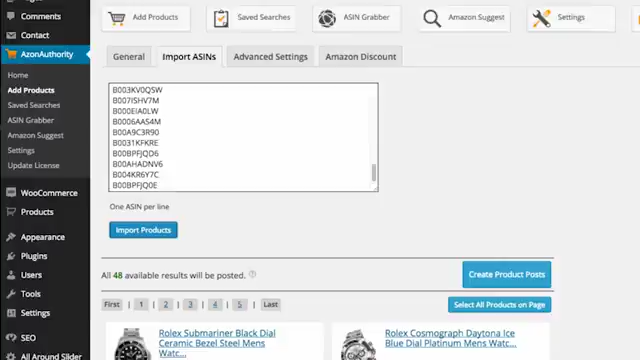 Pages
Comments
Contact
AzonAuthority
Home
Add Products
Saved Searches
ASIN Grabber
Amazon Suggest
Settings
Update License
WooCommerce
Products
Appearance
Plugins
Users
Tools
Settings
SEO
All Around Slider
Add Products
Saved Searches
ASIN Grabber
Amazon Suggest
Settings
General
Import ASINs
Advanced Settings
Amazon Discount
B003KV0QSW
B007ISHV7M
B000EIA0LW
B0006AAS4M
B00A9C3R90
B0031KFKRE
B00BPFJQD6
B00AHADNV6
B004KR6Y7C
B00BPFJQ0E
One ASIN per line
Import Products
All 48 available results will be posted.
Create Product Posts
First | 1 | 2 | 3 | 4 | 5 | Last
Select All Products on Page
Rolex Submariner Black Dial
Ceramic Bezel Steel Mens
Watc...
Rolex Cosmograph Daytona Ice
Blue Dial Platinum Mens Watc...